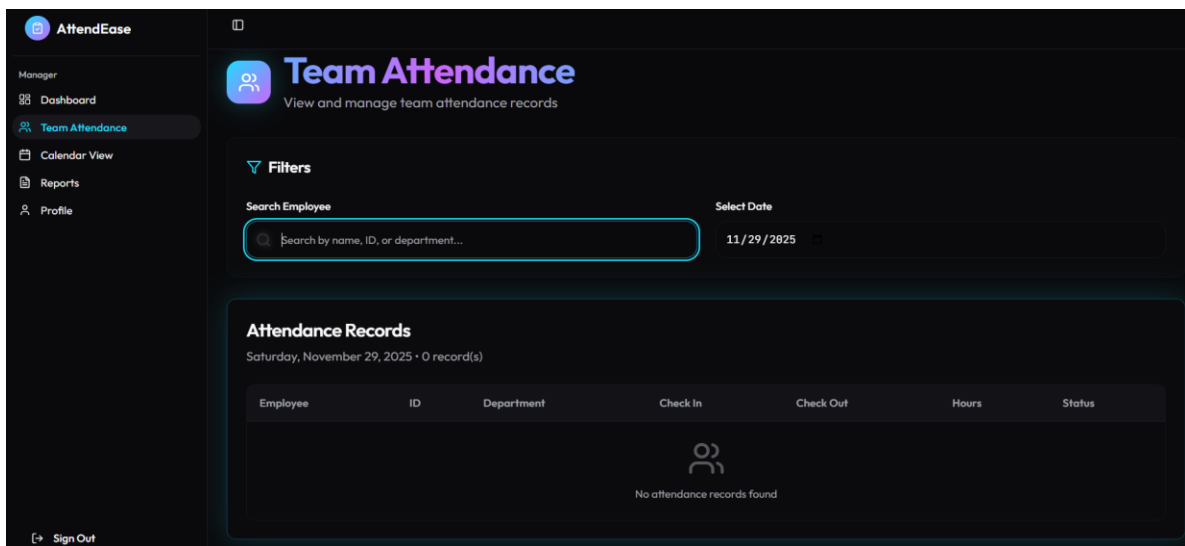 AttendEase
Manager
Dashboard
Team Attendance
Calendar View
Reports
Profile
Sign Out
Team Attendance
View and manage team attendance records
Filters
Search Employee
Search by name, ID, or department...
Select Date
11/29/2025
Attendance Records
Saturday, November 29, 2025 • 0 record(s)
Employee ID Department Check In Check Out Hours Status
No attendance records found